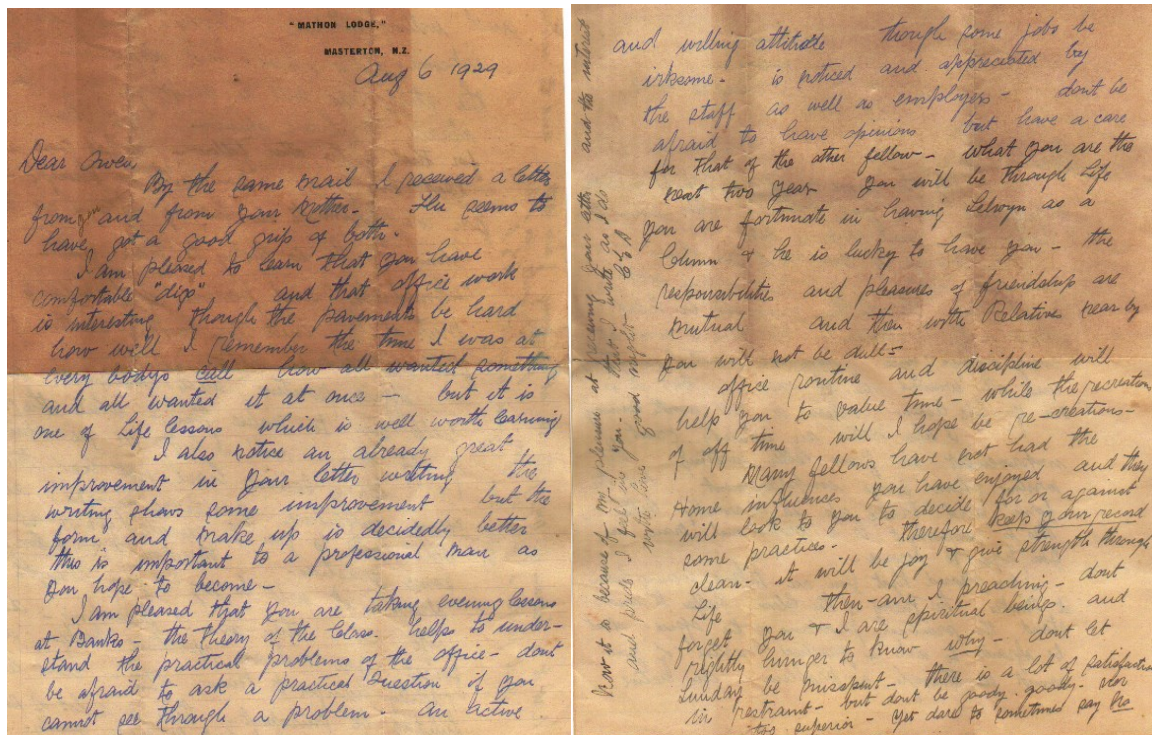 "MATHON LODGE,"
MASTERTON, N.Z.
Aug 6 1929
Dear Owen,
By the same mail I received a letter
from you and from your Mother. Flu seems to
have got a good grip of both.
I am pleased to learn that you have
comfortable "digs" and that office work
is interesting though the pavements be hard
how well I remember the time I was at
every bodys call how all wanted something
and all wanted it at once — but it is
one of Life lessons which is well worth learning
I also notice an already great
improvement in your letter writing the
writing shows some improvement but the
form and make up is decidedly better
this is important to a professional man as
you hope to become -
I am pleased that you are taking evening lessons
at Banks - the theory of the Class. helps to under-
stand the practical problems of the office - dont
be afraid to ask a practical question if you
cannot see through a problem. An active
and willing attitude though some jobs be
irksome - is noticed and appreciated by
the staff as well as employers - dont be
afraid to have opinions but have a care
for that of the other fellow - what you are the
next two year you will be through Life
you are fortunate in having Selwyn as a
Chum & he is lucky to have you - the
responsibilities and pleasures of friendship are
mutual and then with Relative near by
you will not be dull =
office routine and discipline will
help you to value time - while the recreation
of off time will I hope be re-creations -
Many fellows have not had the
Home influences you have enjoyed and they
will look to you to decide for or against
some practices. therefore keep your record
clean - it will be joy & give strength through
Life then - am I preaching - dont
forget you & I are spiritual beings. and
rightly hunger to know why - dont let
Sunday be misspent - there is a lot of satisfaction
in restraint - but dont be goody-goody - nor
too superior - yet dare to sometimes say No
because of my pleasure at receiving your and the interest
and pride I feel in you - that I write as I do
with love good